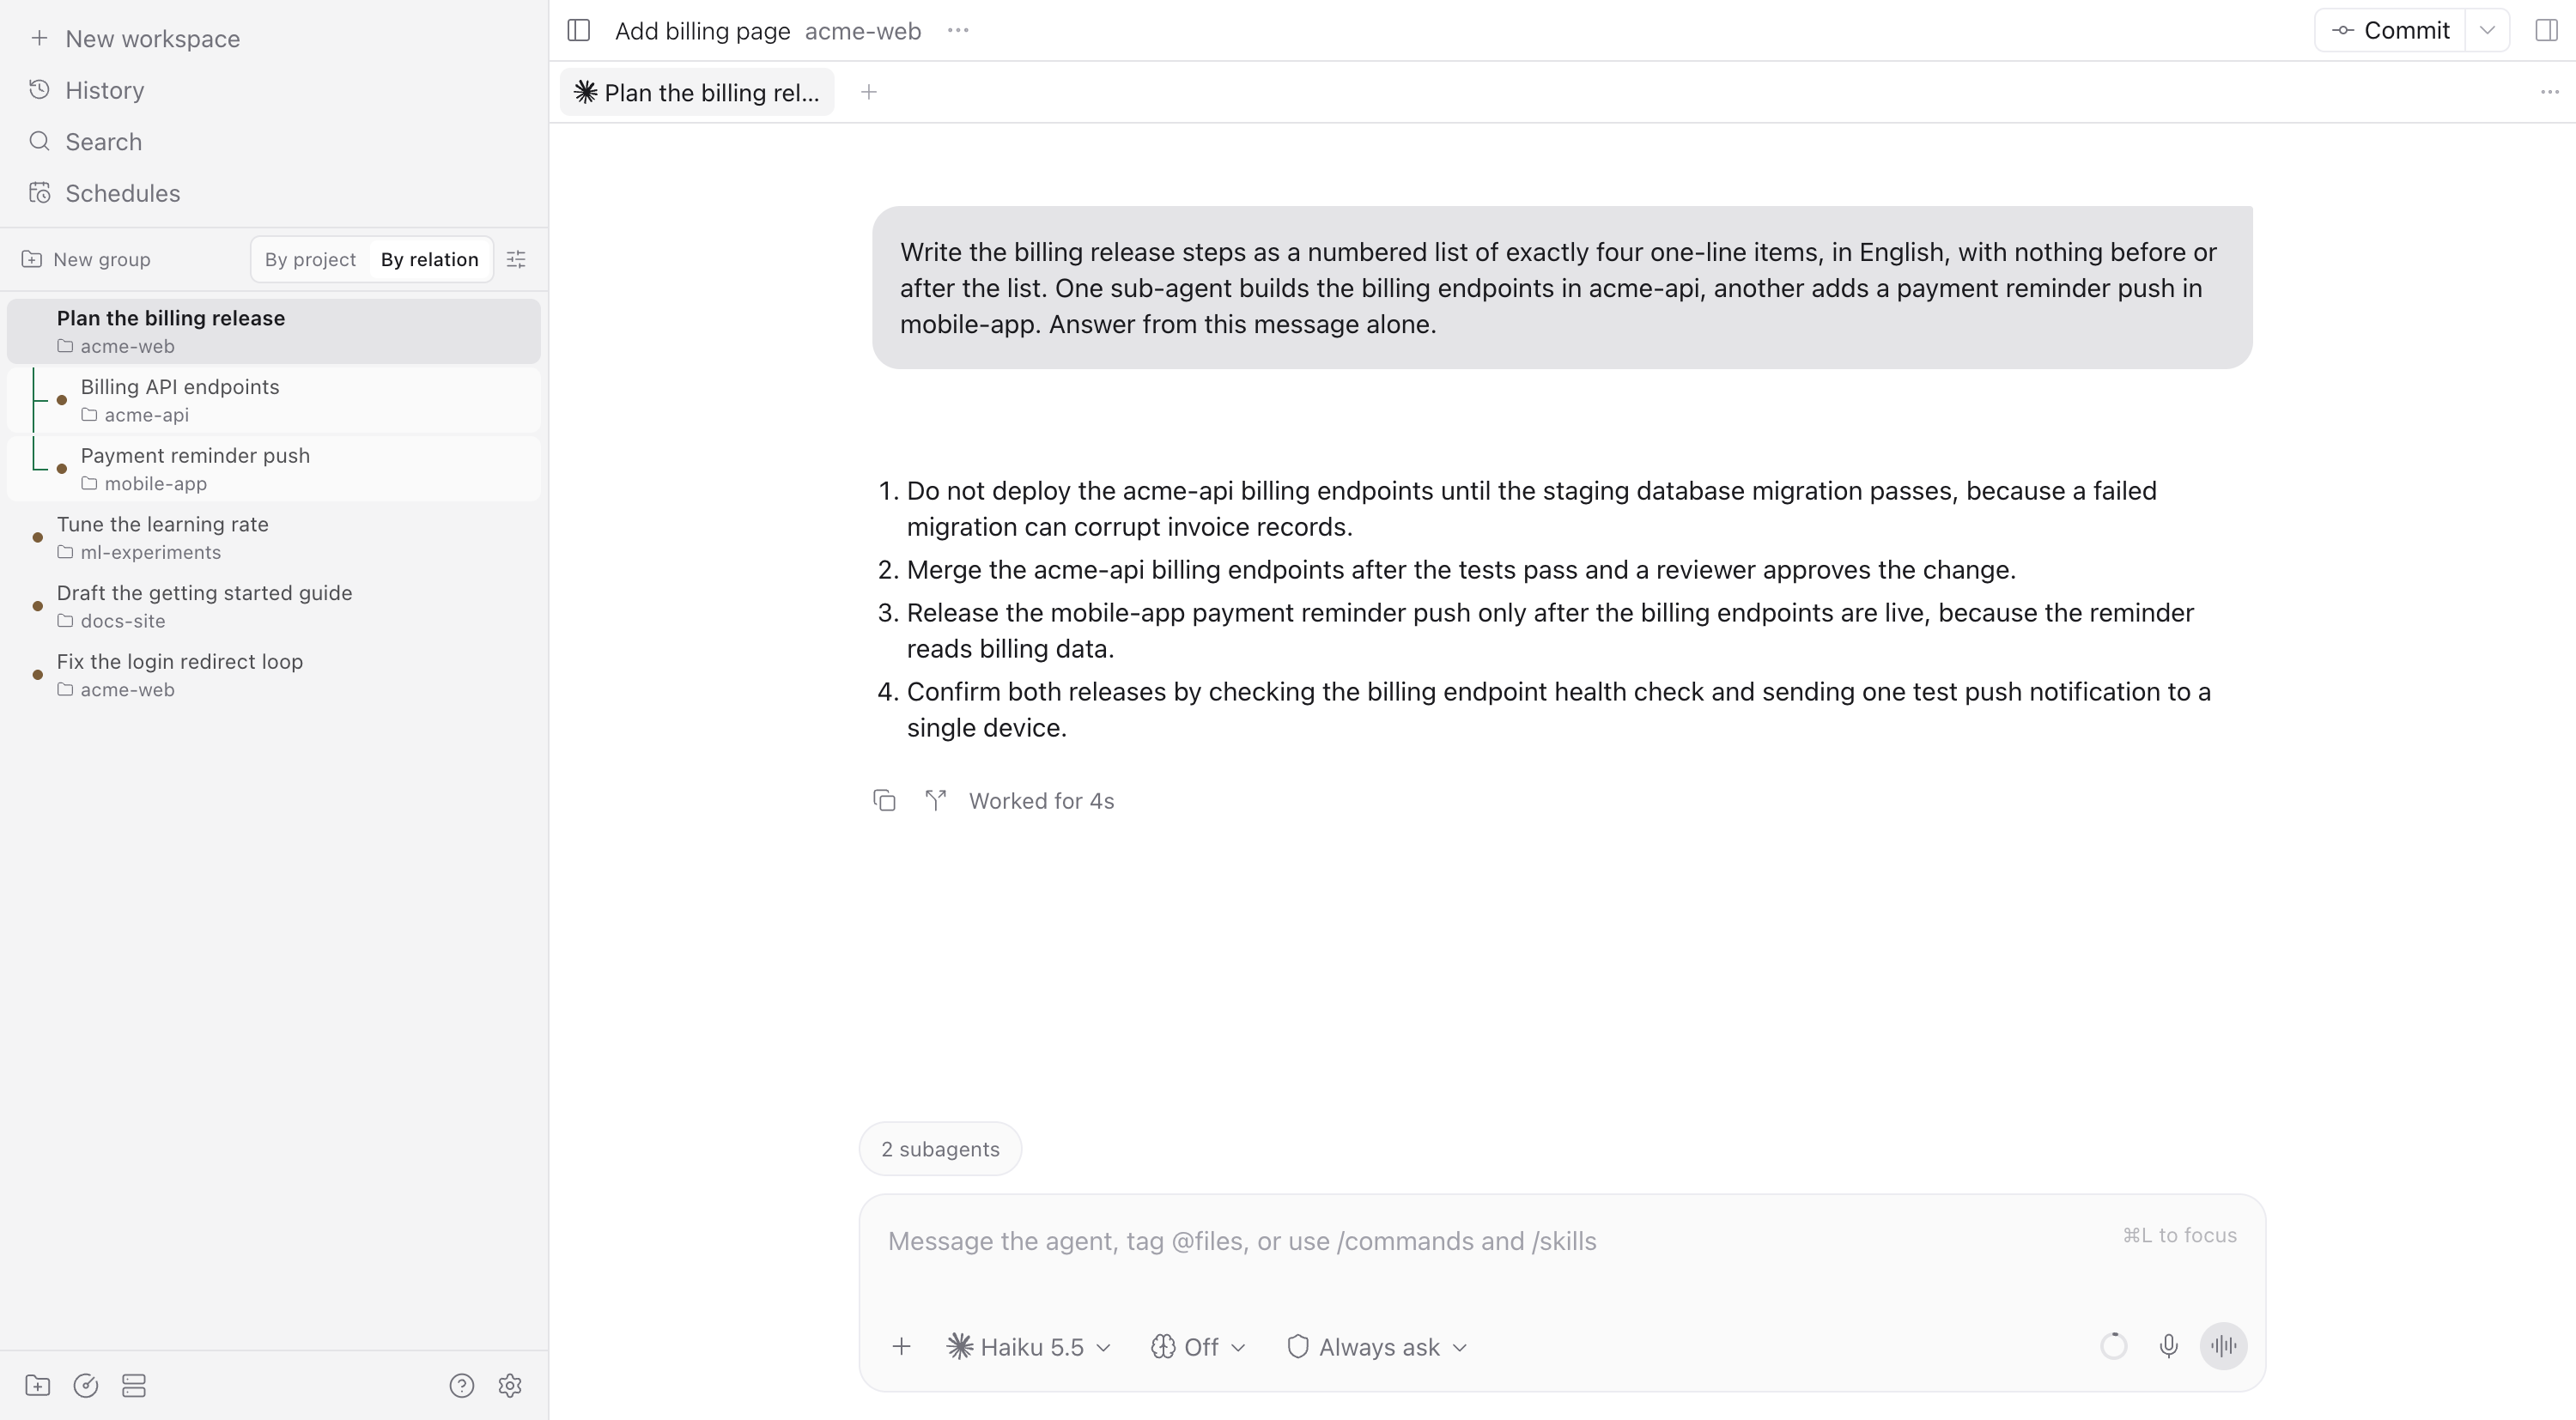 New workspace
History
Search
Schedules
New group
By project
By relation
Plan the billing release
acme-web
Billing API endpoints
acme-api
Payment reminder push
mobile-app
Tune the learning rate
ml-experiments
Draft the getting started guide
docs-site
Fix the login redirect loop
acme-web
Add billing page acme-web
Commit
Plan the billing rel...
Write the billing release steps as a numbered list of exactly four one-line items, in English, with nothing before or
after the list. One sub-agent builds the billing endpoints in acme-api, another adds a payment reminder push in
mobile-app. Answer from this message alone.
1. Do not deploy the acme-api billing endpoints until the staging database migration passes, because a failed
migration can corrupt invoice records.
2. Merge the acme-api billing endpoints after the tests pass and a reviewer approves the change.
3. Release the mobile-app payment reminder push only after the billing endpoints are live, because the reminder
reads billing data.
4. Confirm both releases by checking the billing endpoint health check and sending one test push notification to a
single device.
Worked for 4s
2 subagents
Message the agent, tag @files, or use /commands and /skills
⌘L to focus
Haiku 5.5
Off
Always ask